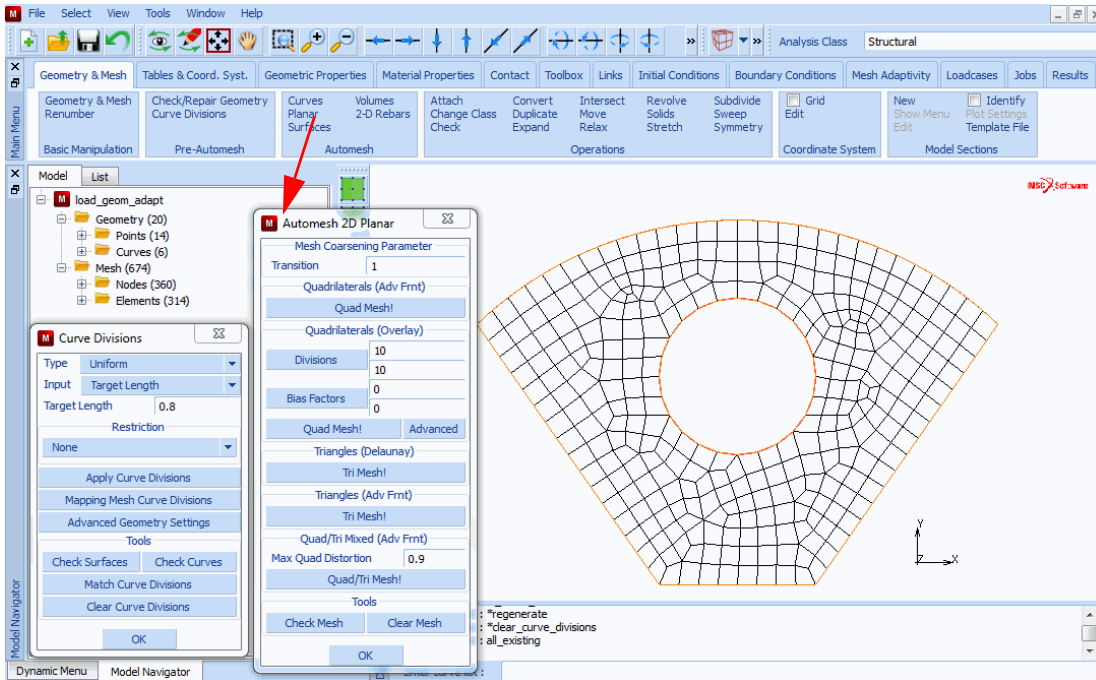 File Select View Tools Window Help
» » Analysis Class Structural
Geometry & Mesh Tables & Coord. Syst. Geometric Properties Material Properties Contact Toolbox Links Initial Conditions Boundary Conditions Mesh Adaptivity Loadcases Jobs Results
Main Menu
Geometry & Mesh
Renumber
Basic Manipulation
Check/Repair Geometry
Curve Divisions
Pre-Automesh
Curves Volumes
Planar 2-D Rebars
Surfaces
Automesh
Attach Convert Intersect Revolve Subdivide
Change Class Duplicate Move Solids Sweep
Check Expand Relax Stretch Symmetry
Operations
Grid
Edit
Coordinate System
New Identify
Show Menu Plot Settings
Edit Template File
Model Sections
Model List
load_geom_adapt
Geometry (20)
Points (14)
Curves (6)
Mesh (674)
Nodes (360)
Elements (314)
Curve Divisions
Type Uniform
Input Target Length
Target Length 0.8
Restriction
None
Apply Curve Divisions
Mapping Mesh Curve Divisions
Advanced Geometry Settings
Tools
Check Surfaces Check Curves
Match Curve Divisions
Clear Curve Divisions
OK
Automesh 2D Planar
Mesh Coarsening Parameter
Transition 1
Quadrilaterals (Adv Frnt)
Quad Mesh!
Quadrilaterals (Overlay)
Divisions 10
10
Bias Factors 0
0
Quad Mesh! Advanced
Triangles (Delaunay)
Tri Mesh!
Triangles (Adv Frnt)
Tri Mesh!
Quad/Tri Mixed (Adv Frnt)
Max Quad Distortion 0.9
Quad/Tri Mesh!
Tools
Check Mesh Clear Mesh
OK
MSC Software
Y
Z X
: *regenerate
: *clear_curve_divisions
: all_existing
Model Navigator
Dynamic Menu Model Navigator